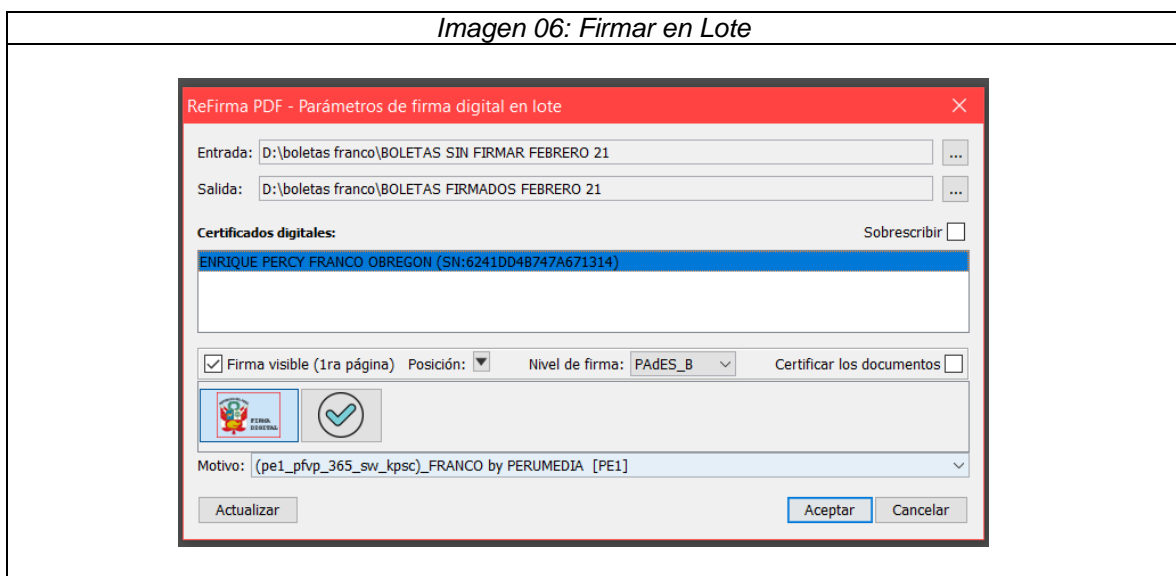 Imagen 06: Firmar en Lote
ReFirma PDF - Parámetros de firma digital en lote
Entrada: D:\boletas franco\BOLETAS SIN FIRMAR FEBRERO 21 ...
Salida: D:\boletas franco\BOLETAS FIRMADOS FEBRERO 21 ...
Certificados digitales: Sobrescribir
ENRIQUE PERCY FRANCO OBREGON (SN:6241DD4B747A671314)
Firma visible (1ra página) Posición: Nivel de firma: PAdES_B Certificar los documentos
FIRMA
DIGITAL
Motivo: (pe1_pfvp_365_sw_kpsc)_FRANCO by PERUMEDIA [PE1]
Actualizar Aceptar Cancelar